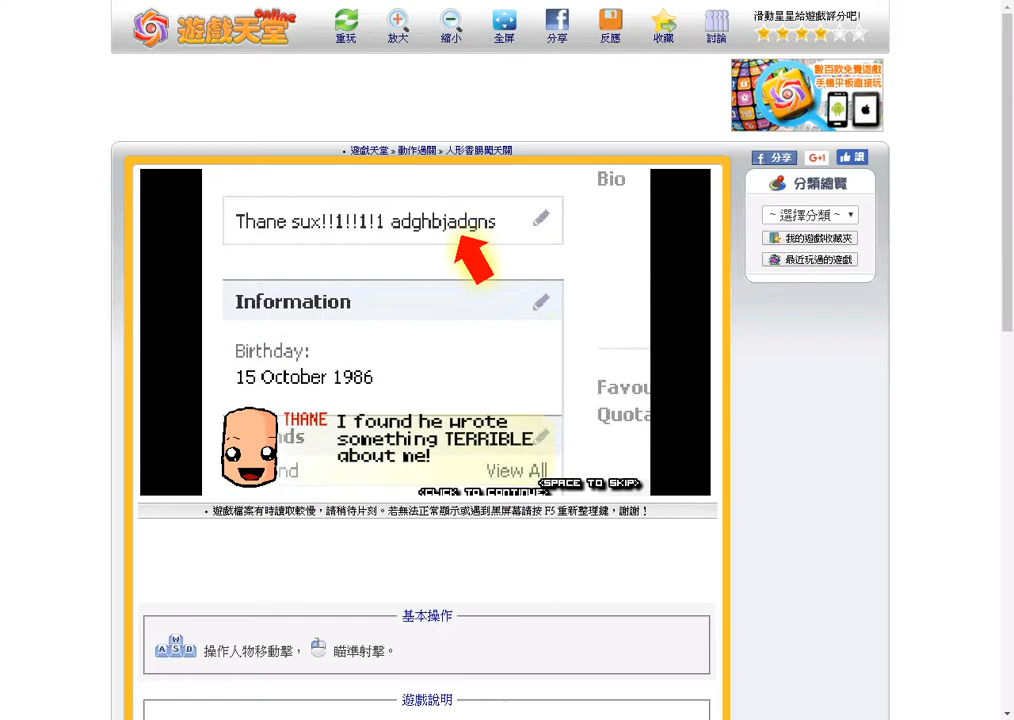 遊戲天堂 online
重玩 放大 縮小 全屏 分享 反應 收藏 討論
滑動星星給遊戲評分吧!
數百款免費遊戲
手機平板直接玩
• 遊戲天堂 » 動作過關 » 人形香腸闖天關
f 分享 G+1 讚
分類總覽
~ 選擇分類 ~
我的遊戲收藏夾
最近玩過的遊戲
Bio
Thane sux!!1!!1!1 adghbjadgns
Information
Birthday:
15 October 1986
Favou
Quota
THANE
I found he wrote
something TERRIBLE
about me!
nds
nd
View All
<SPACE TO SKIP>
<CLICK TO CONTINUE>
• 遊戲檔案有時讀取較慢，請稍待片刻。若無法正常顯示或遇到黑屏幕請按 F5 重新整理鍵，謝謝！
基本操作
W A S D 操作人物移動擊， 瞄準射擊。
遊戲說明